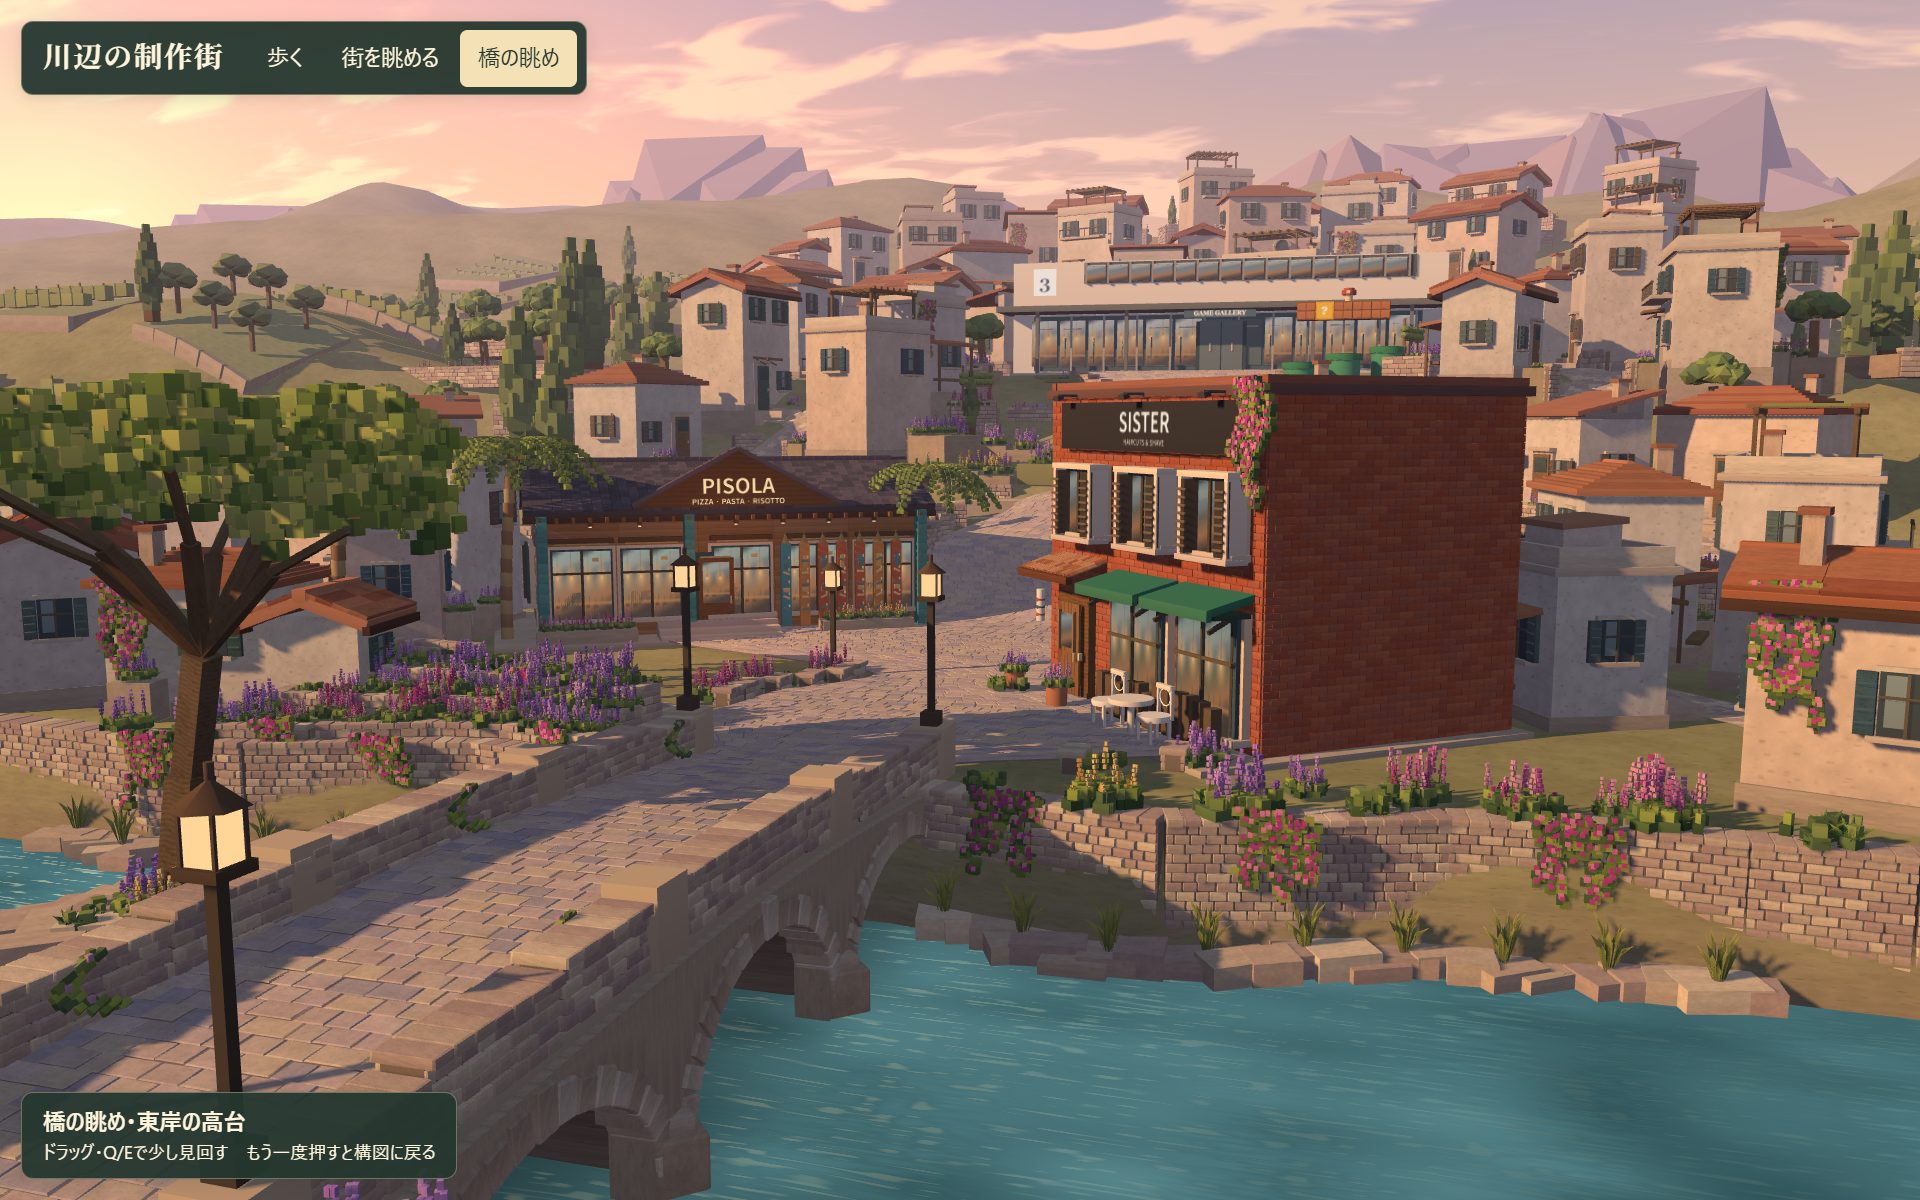 川辺の制作街
歩く
街を眺める
橋の眺め
3
GAME GALLERY
?
SISTER
HAIRCUTS & SHAVE
PISOLA
PIZZA · PASTA · RISOTTO
橋の眺め・東岸の高台
ドラッグ・Q/Eで少し見回す　もう一度押すと構図に戻る